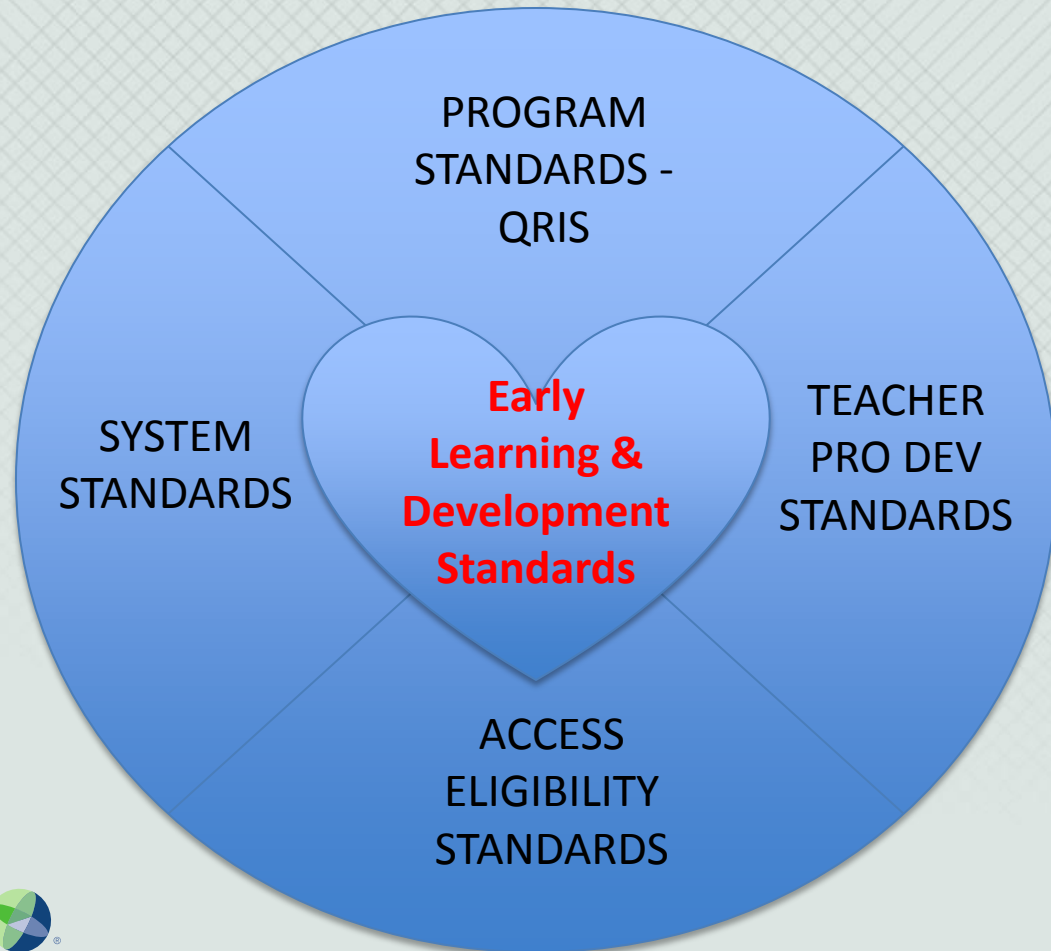 PROGRAM
STANDARDS -
QRIS
SYSTEM
STANDARDS
Early
Learning &
Development
Standards
TEACHER
PRO DEV
STANDARDS
ACCESS
ELIGIBILITY
STANDARDS
®